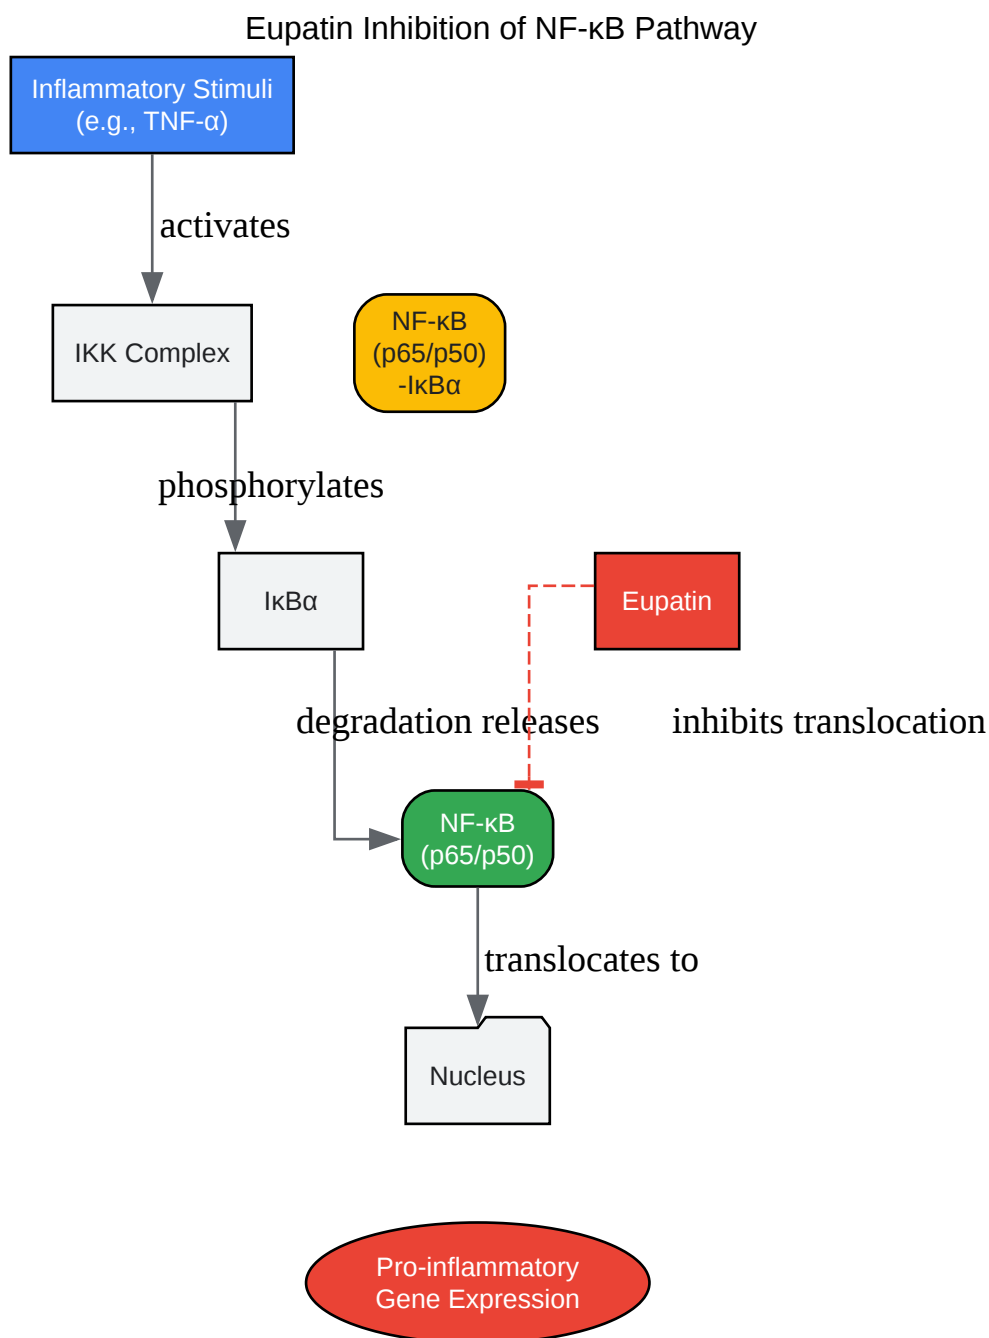 Eupatin Inhibition of NF-κB Pathway
Inflammatory Stimuli
(e.g., TNF-α)
activates
IKK Complex
NF-κB
(p65/p50)
-IκBα
phosphorylates
IκBα
Eupatin
degradation releases
inhibits translocation
NF-κB
(p65/p50)
translocates to
Nucleus
Pro-inflammatory
Gene Expression